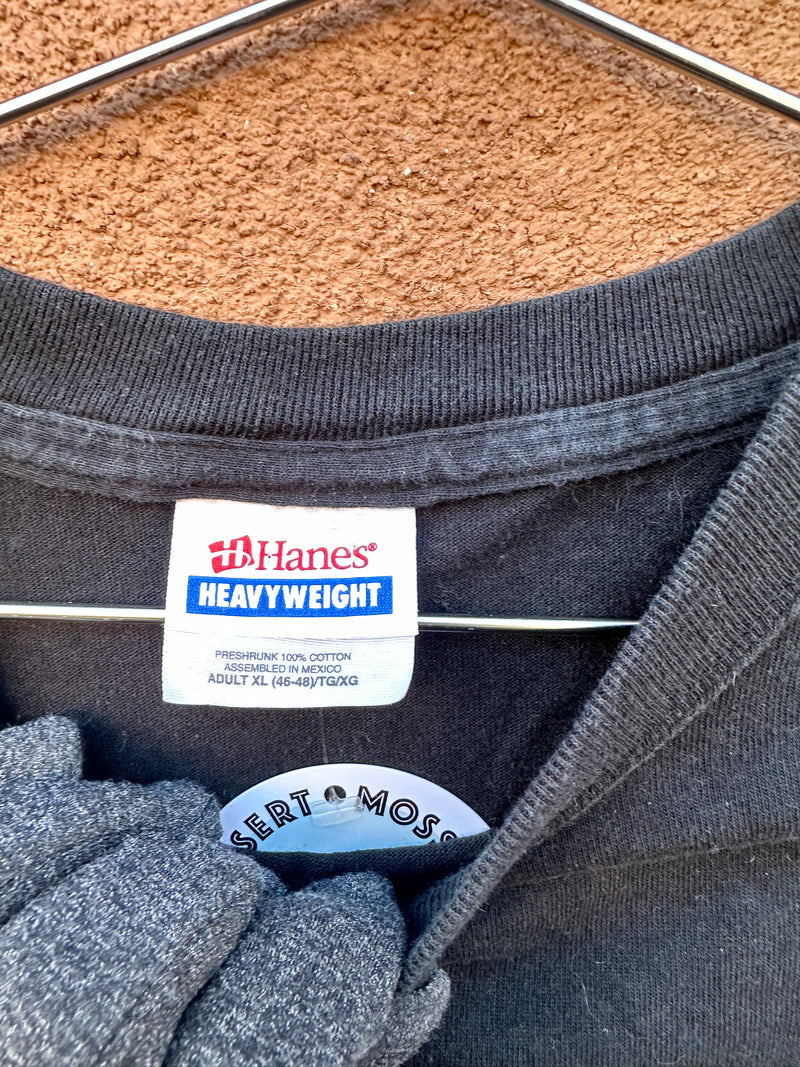 Hanes®
HEAVYWEIGHT
PRESHRUNK 100% COTTON
ASSEMBLED IN MEXICO
ADULT XL (46-48)/TG/XG
SERT • MOSS